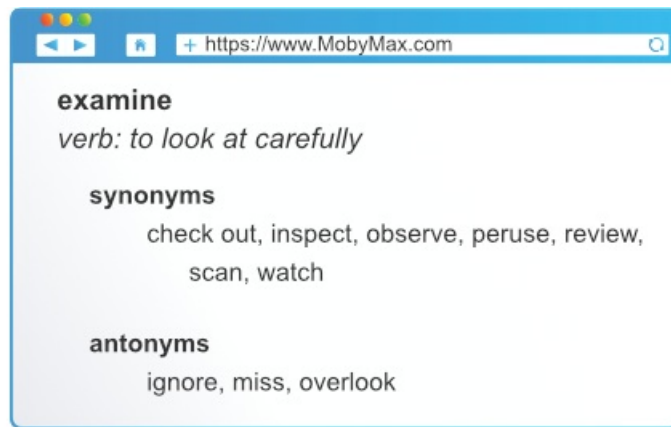 + https://www.MobyMax.com
examine
verb: to look at carefully
synonyms
check out, inspect, observe, peruse, review,
scan, watch
antonyms
ignore, miss, overlook